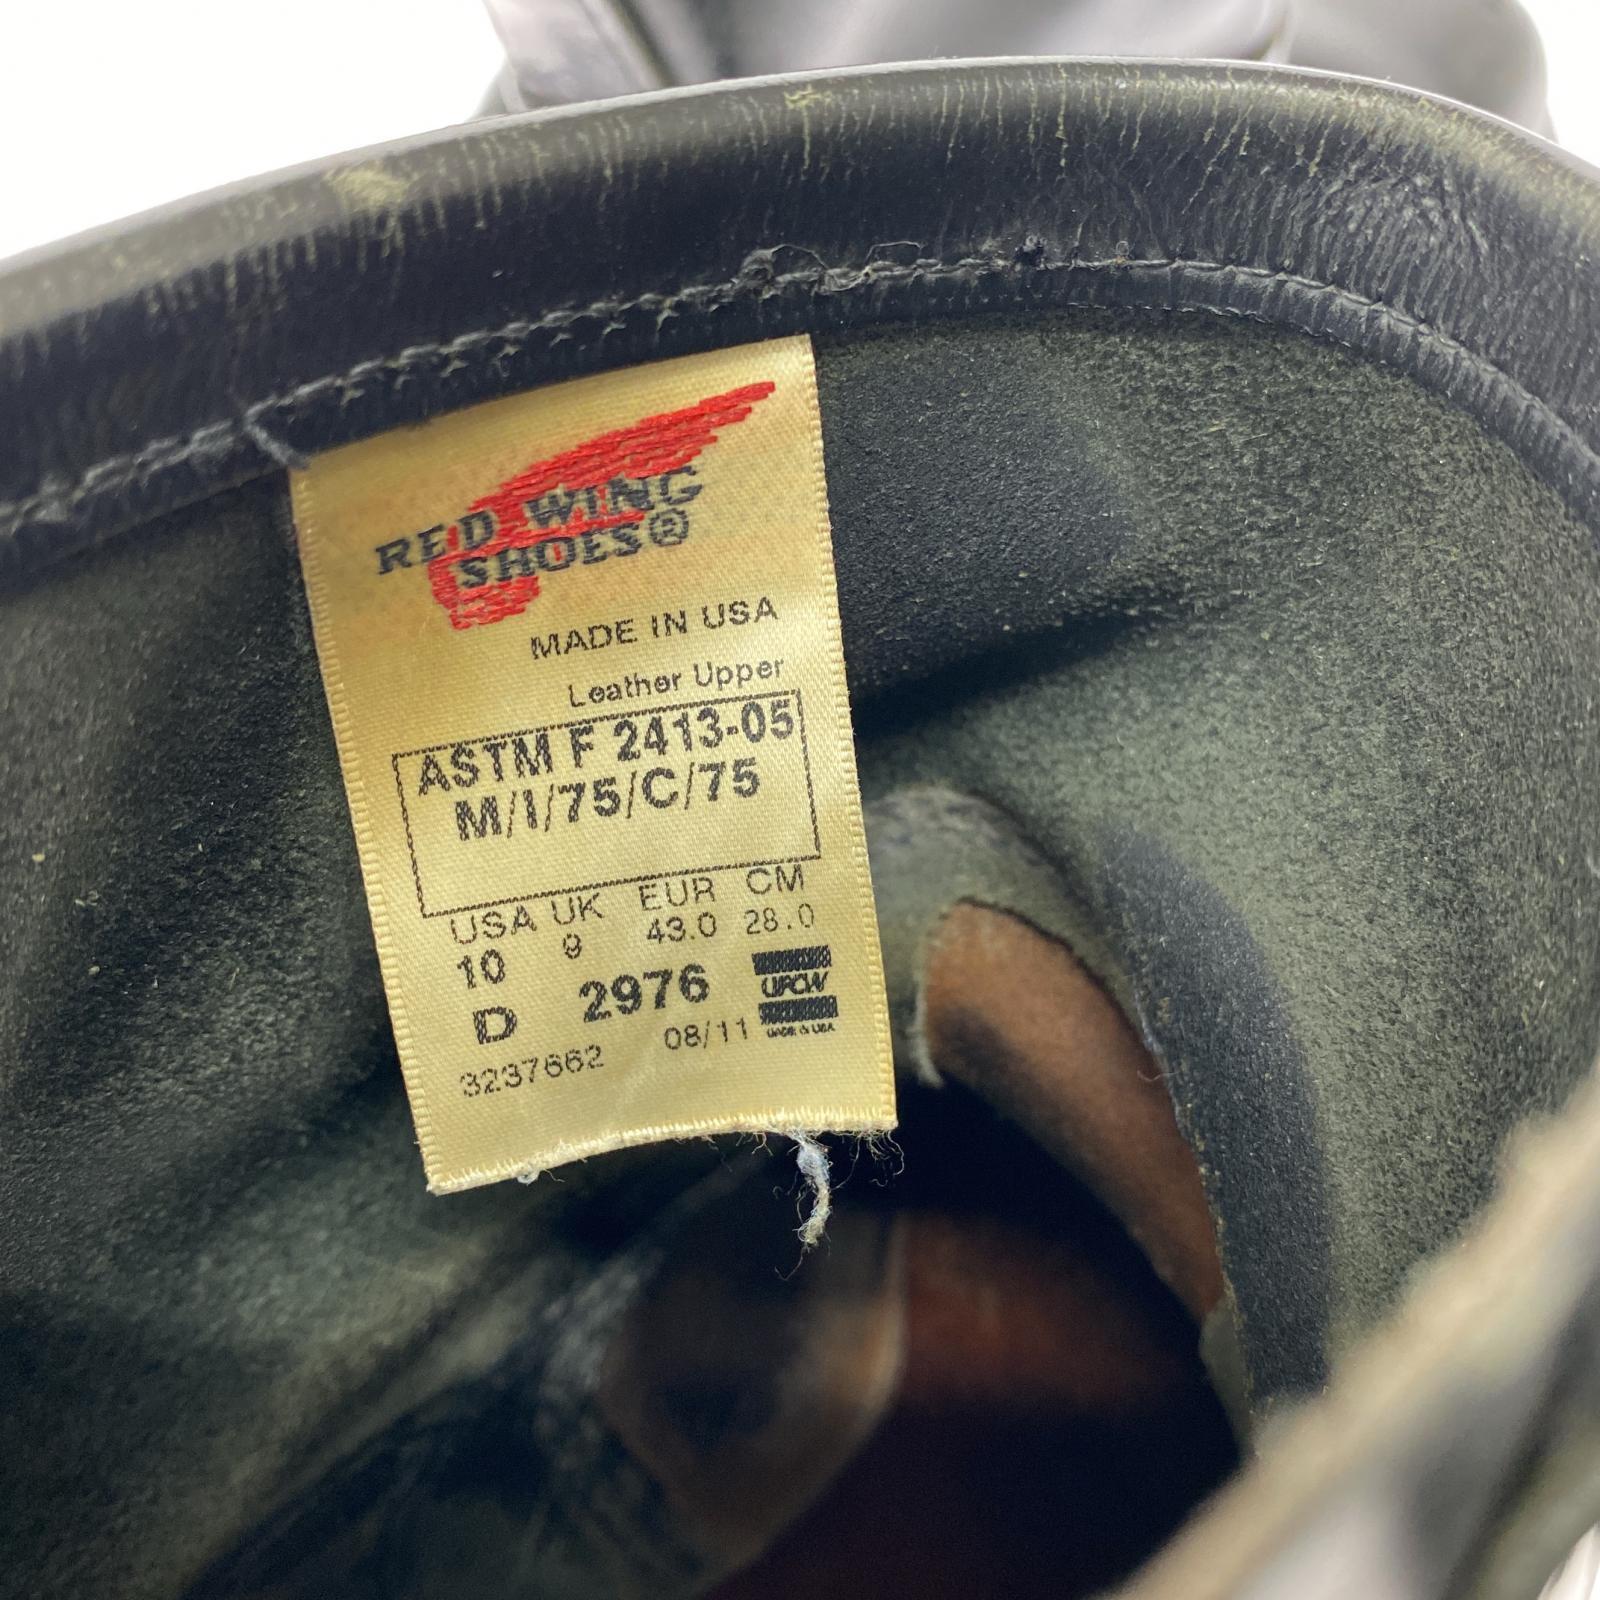 RED WING
SHOES®
MADE IN USA
Leather Upper
ASTM F 2413-05
M/I/75/C/75
USA UK EUR CM
10 9 43.0 28.0
D 2976 UFCW
3237662 08/11 MADE IN USA